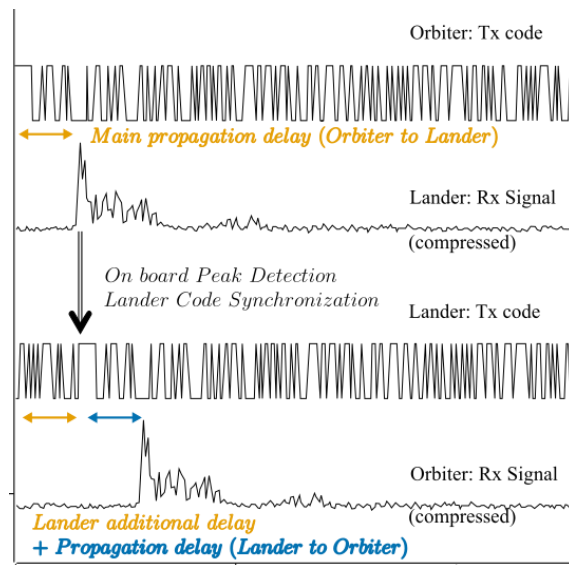 Orbiter: Tx code
Main propagation delay (Orbiter to Lander)
Lander: Rx Signal
(compressed)
On board Peak Detection
Lander Code Synchronization
Lander: Tx code
Orbiter: Rx Signal
(compressed)
Lander additional delay
+ Propagation delay (Lander to Orbiter)